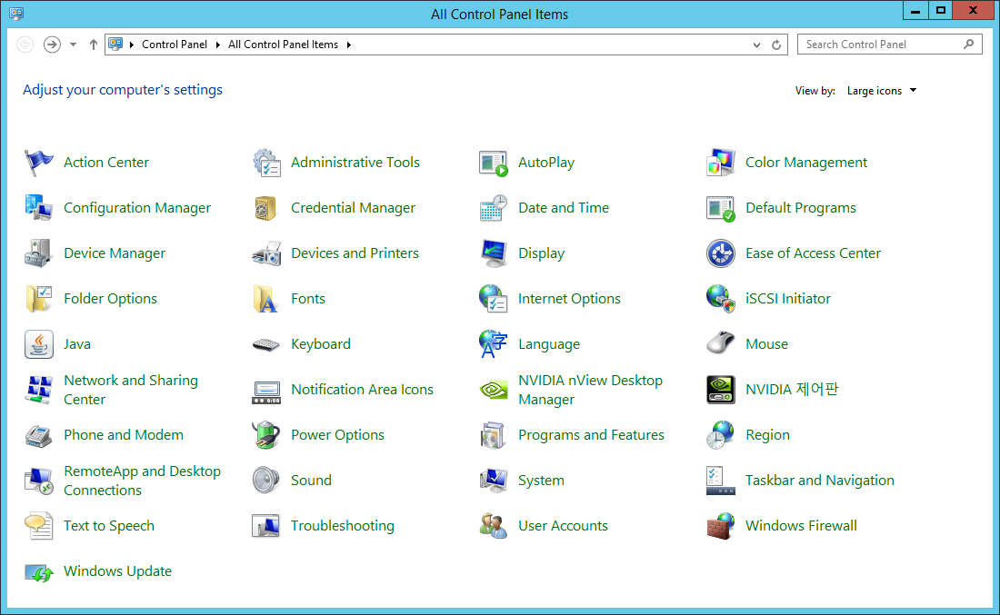 All Control Panel Items
Control Panel All Control Panel Items
Search Control Panel
Adjust your computer's settings
View by: Large icons
Action Center
Administrative Tools
AutoPlay
Color Management
Configuration Manager
Credential Manager
Date and Time
Default Programs
Device Manager
Devices and Printers
Display
Ease of Access Center
Folder Options
Fonts
Internet Options
iSCSI Initiator
Java
Keyboard
Language
Mouse
Network and Sharing
Center
Notification Area Icons
NVIDIA nView Desktop
Manager
NVIDIA 제어판
Phone and Modem
Power Options
Programs and Features
Region
RemoteApp and Desktop
Connections
Sound
System
Taskbar and Navigation
Text to Speech
Troubleshooting
User Accounts
Windows Firewall
Windows Update